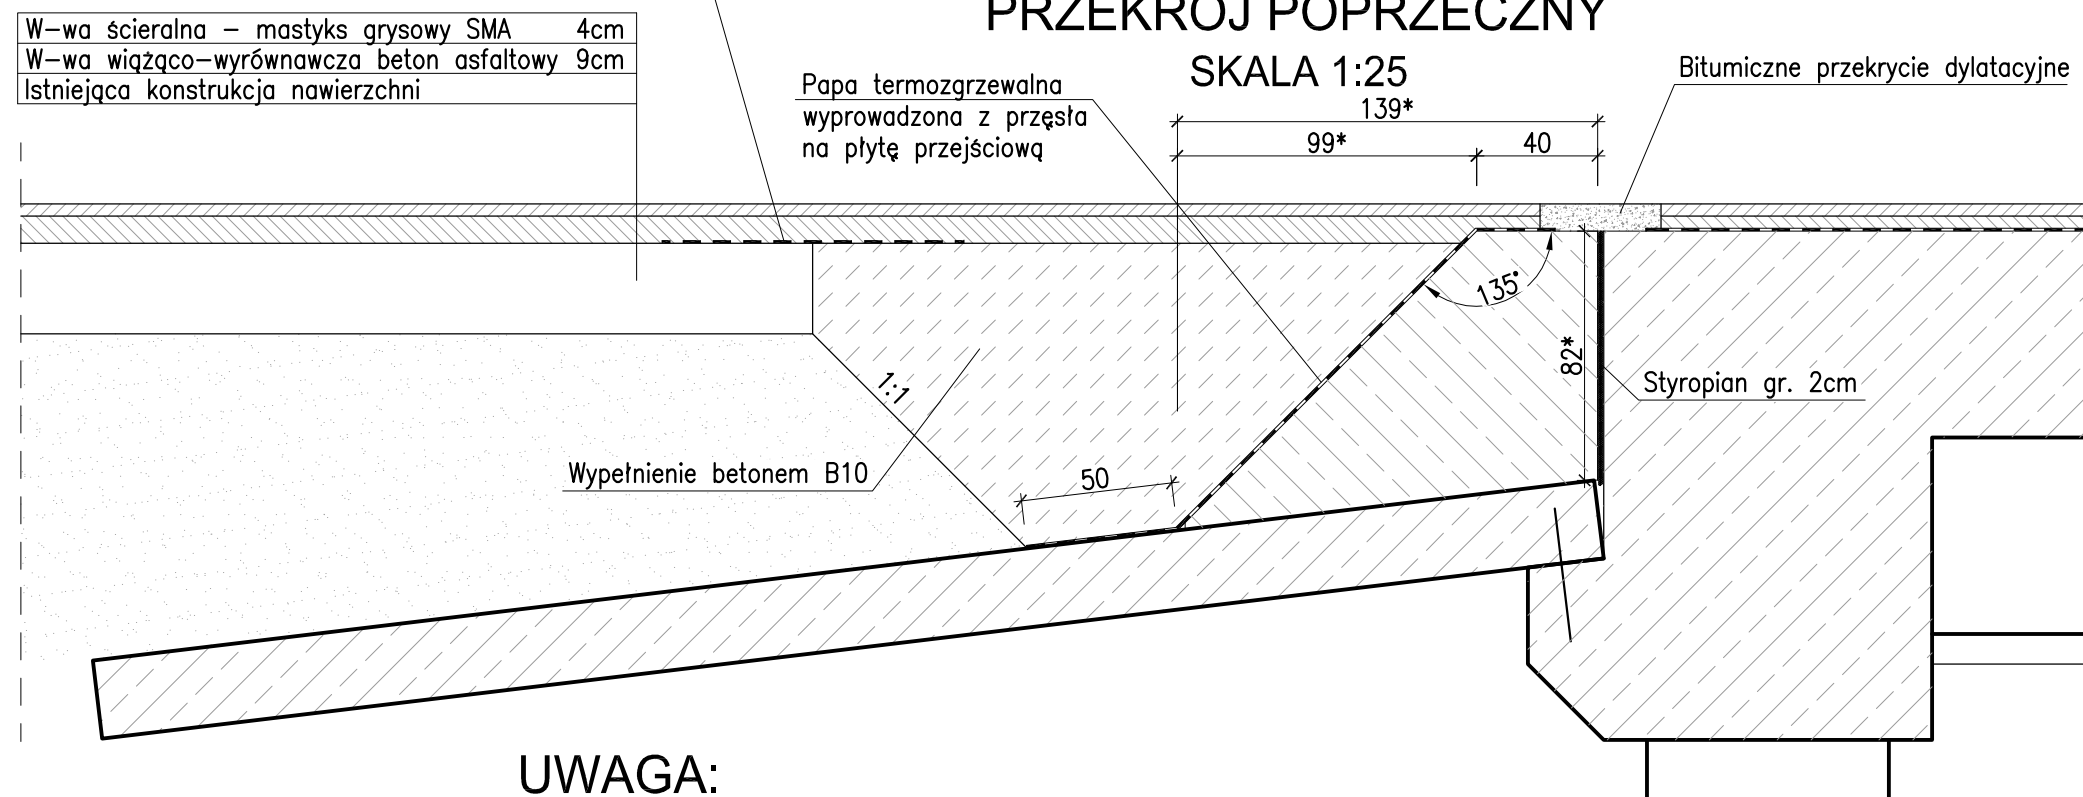 PRZEKRÓJ POPRZECZNY
SKALA 1:25
W-wa ścieralna - mastyks grysowy SMA 4cm
W-wa wiążąco-wyrównawcza beton asfaltowy 9cm
Istniejąca konstrukcja nawierzchni
Papa termozgrzewalna
wyprowadzona z przęsła
na płytę przejściową
Bitumiczne przekrycie dylatacyjne
139*
99*
40
135°
82*
1:1
Styropian gr. 2cm
Wypełnienie betonem B10
50
UWAGA: